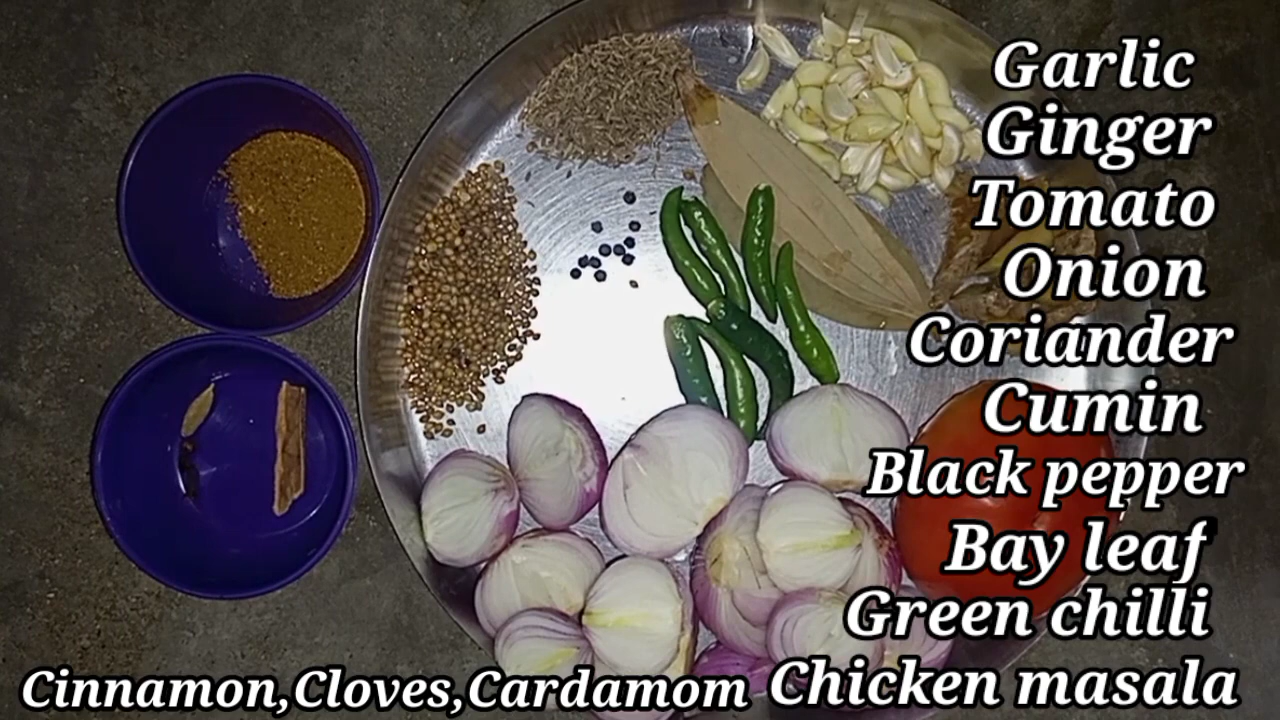 Garlic
Ginger
Tomato
Onion
Coriander
Cumin
Black pepper
Bay leaf
Green chilli
Chicken masala
Cinnamon,Cloves,Cardamom